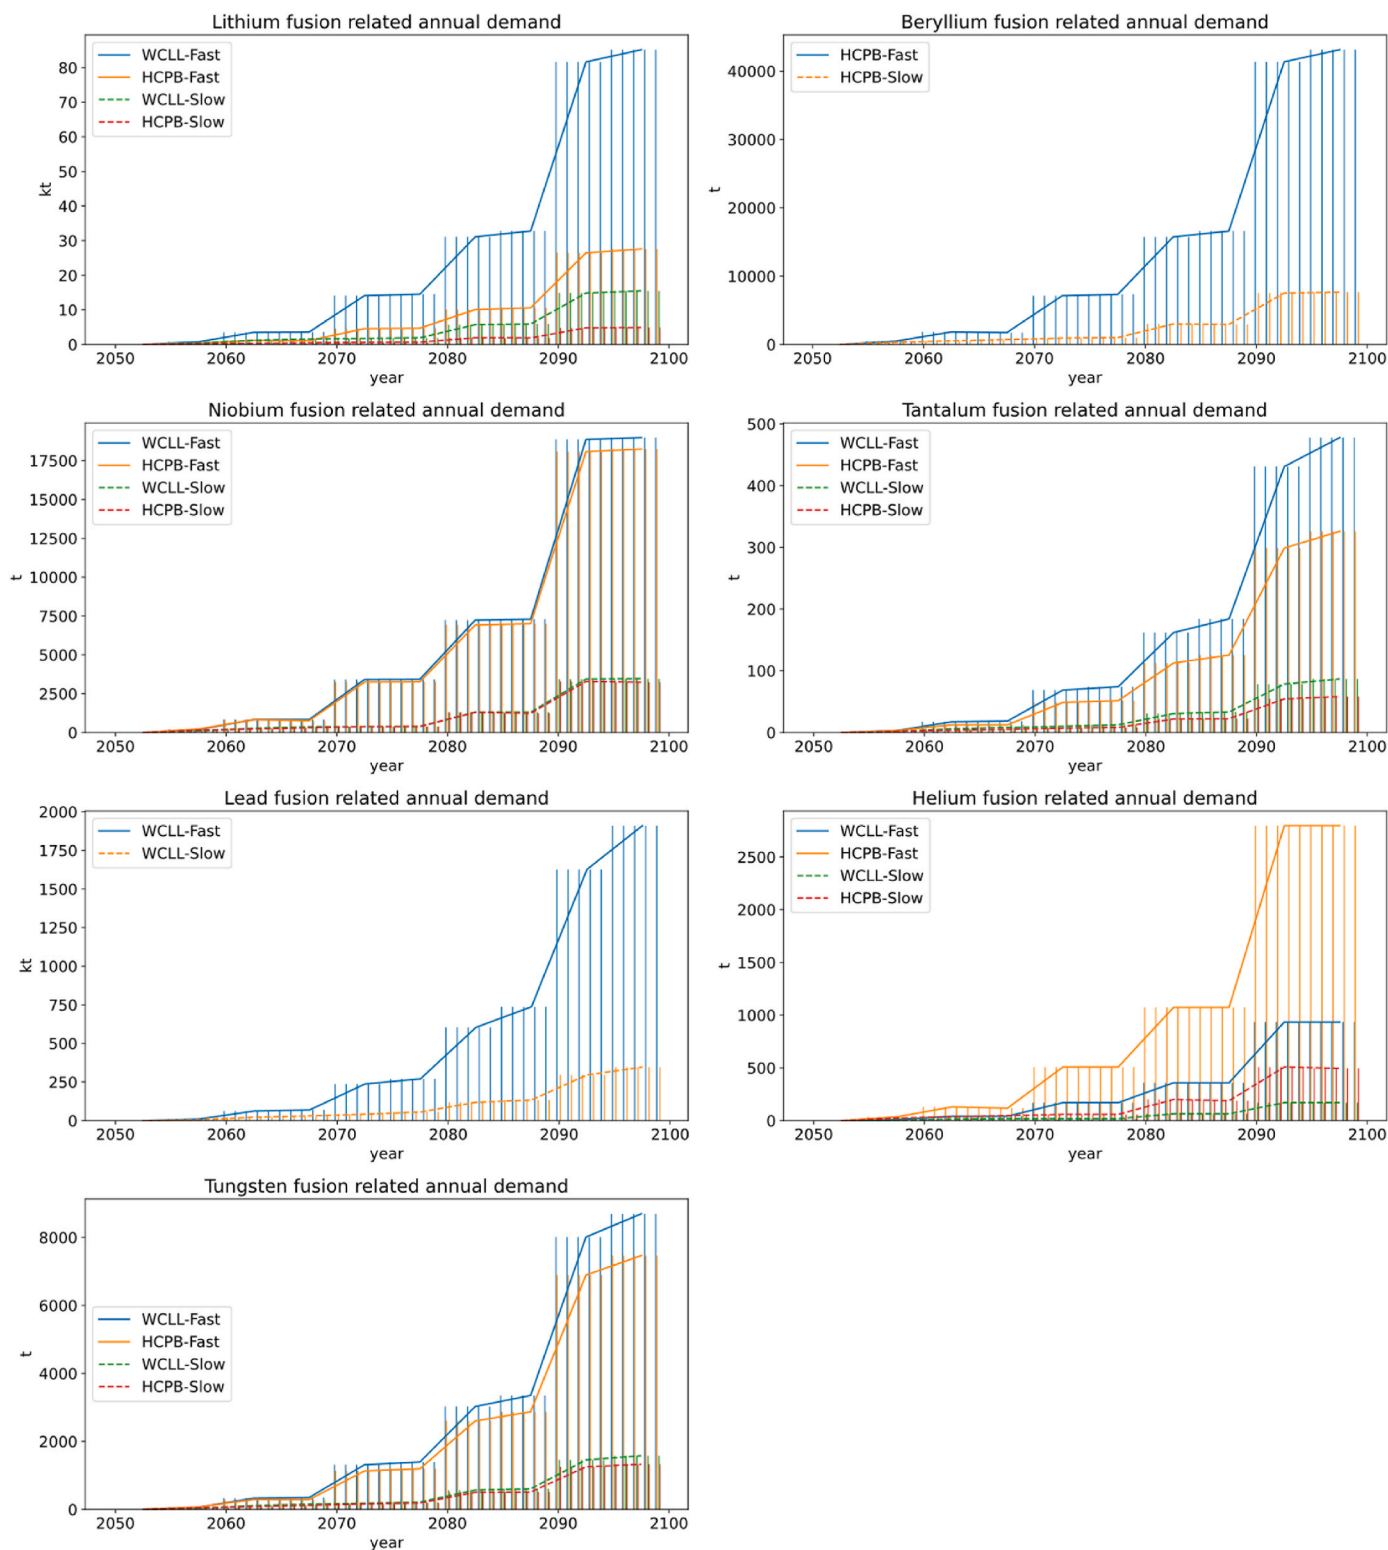 Lithium fusion related annual demand
WCLL-Fast
HCPB-Fast
WCLL-Slow
HCPB-Slow
80
70
60
50
40
30
20
10
0
kt
2050 2060 2070 2080 2090 2100
year
Beryllium fusion related annual demand
HCPB-Fast
HCPB-Slow
40000
30000
20000
10000
0
t
2050 2060 2070 2080 2090 2100
year
Niobium fusion related annual demand
WCLL-Fast
HCPB-Fast
WCLL-Slow
HCPB-Slow
17500
15000
12500
10000
7500
5000
2500
0
t
2050 2060 2070 2080 2090 2100
year
Tantalum fusion related annual demand
WCLL-Fast
HCPB-Fast
WCLL-Slow
HCPB-Slow
500
400
300
200
100
0
t
2050 2060 2070 2080 2090 2100
year
Lead fusion related annual demand
WCLL-Fast
WCLL-Slow
2000
1750
1500
1250
1000
750
500
250
0
kt
2050 2060 2070 2080 2090 2100
year
Helium fusion related annual demand
WCLL-Fast
HCPB-Fast
WCLL-Slow
HCPB-Slow
2500
2000
1500
1000
500
0
t
2050 2060 2070 2080 2090 2100
year
Tungsten fusion related annual demand
WCLL-Fast
HCPB-Fast
WCLL-Slow
HCPB-Slow
8000
6000
4000
2000
0
t
2050 2060 2070 2080 2090 2100
year